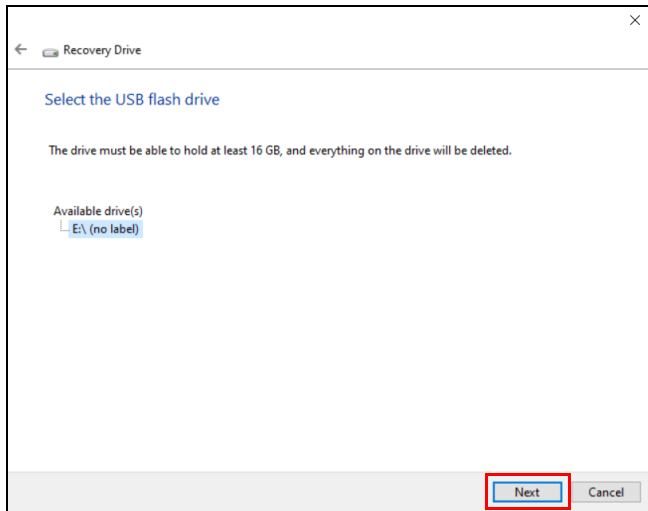 Recovery Drive
Select the USB flash drive
The drive must be able to hold at least 16 GB, and everything on the drive will be deleted.
Available drive(s)
E:\ (no label)
Next Cancel